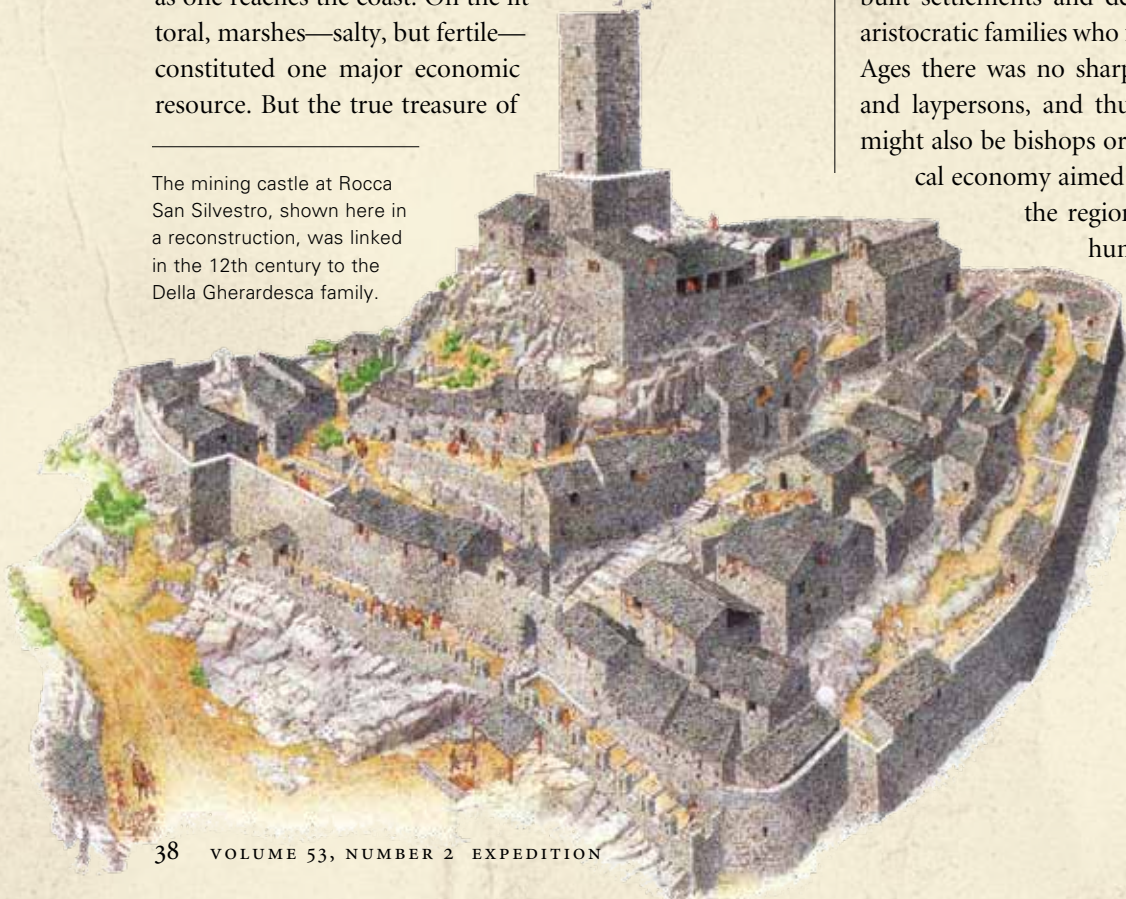 as one reaches the coast. On the lit
toral, marshes—salty, but fertile—
constituted one major economic
resource. But the true treasure of
The mining castle at Rocca
San Silvestro, shown here in
a reconstruction, was linked
in the 12th century to the
Della Gherardesca family.
built settlements and de
aristocratic families who
Ages there was no sharp
and laypersons, and thu
might also be bishops or
cal economy aimed
the region
hun
38 VOLUME 53, NUMBER 2 EXPEDITION